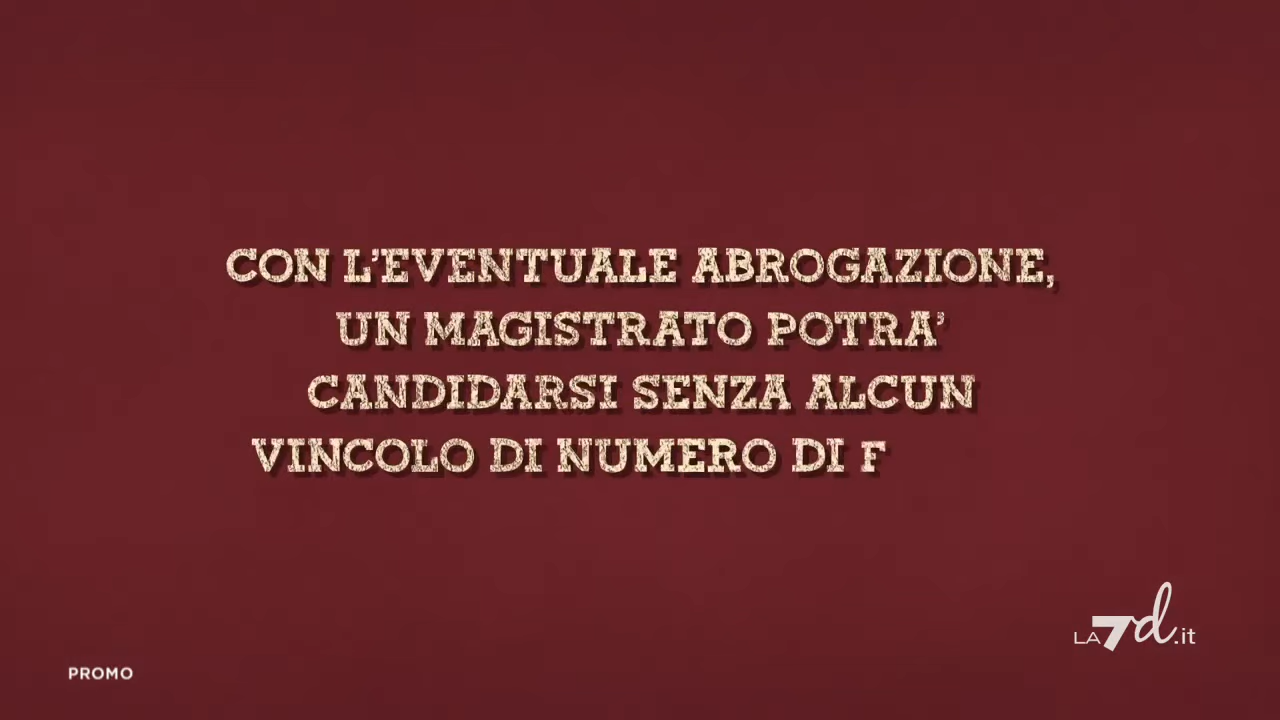 CON L'EVENTUALE ABROGAZIONE,
UN MAGISTRATO POTRA'
CANDIDARSI SENZA ALCUN
VINCOLO DI NUMERO DI F
LA7d.it
PROMO